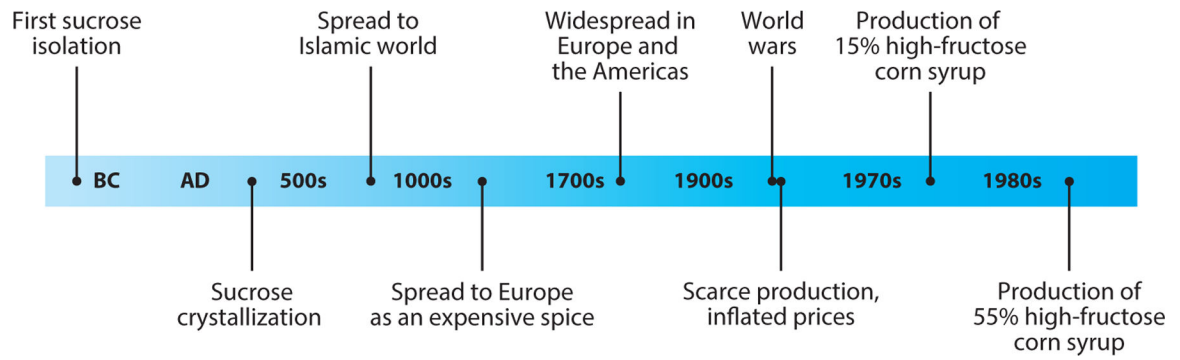 First sucrose
isolation
Spread to
Islamic world
Widespread in
Europe and
the Americas
World
wars
Production of
15% high-fructose
corn syrup
BC AD 500s 1000s 1700s 1900s 1970s 1980s
Sucrose
crystallization
Spread to Europe
as an expensive spice
Scarce production,
inflated prices
Production of
55% high-fructose
corn syrup